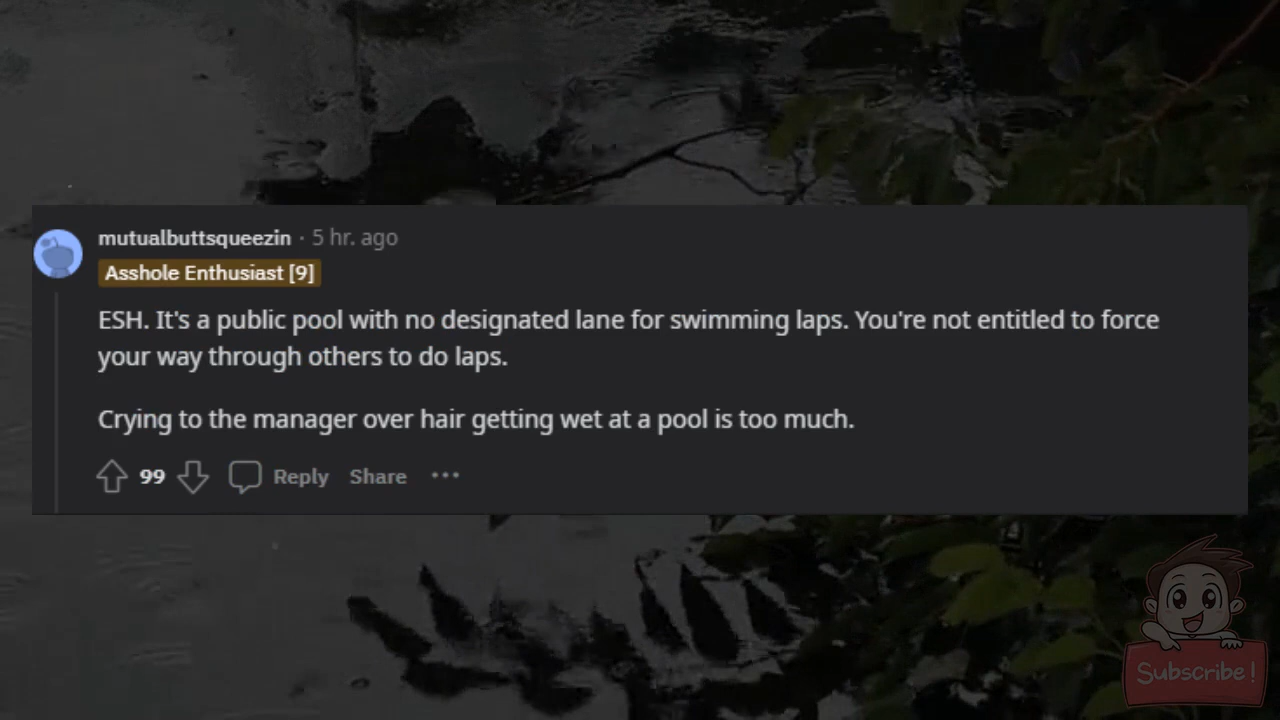 mutualbuttsqueezin · 5 hr. ago
Asshole Enthusiast [9]
ESH. It's a public pool with no designated lane for swimming laps. You're not entitled to force
your way through others to do laps.
Crying to the manager over hair getting wet at a pool is too much.
99 Reply Share ···
Subscribe!